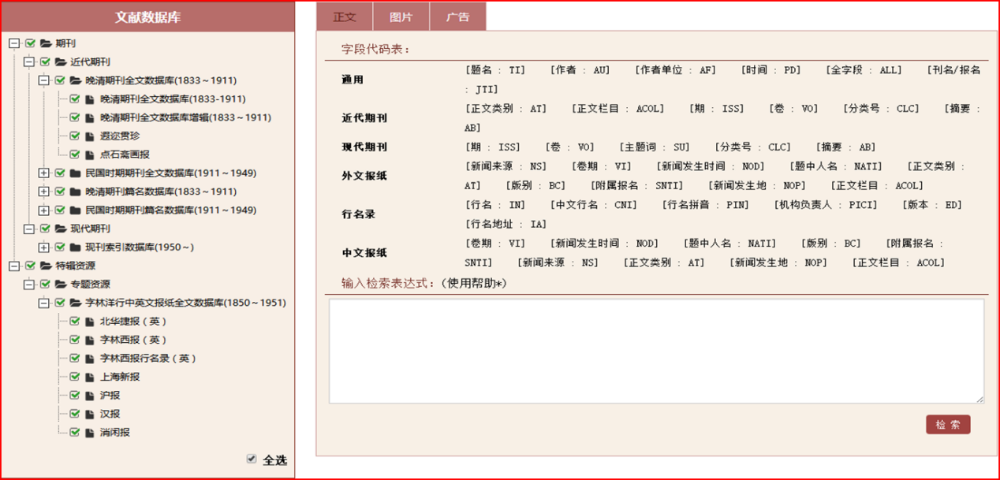 文献数据库
期刊
近代期刊
晚清期刊全文数据库(1833～1911)
晚清期刊全文数据库(1833-1911)
晚清期刊全文数据库增辑(1833～1911)
遐迩贯珍
点石斋画报
民国时期期刊全文数据库(1911～1949)
晚清期刊篇名数据库(1833～1911)
民国时期期刊篇名数据库(1911～1949)
现代期刊
现刊索引数据库(1950～)
特辑资源
专题资源
字林洋行中英文报纸全文数据库(1850～1951)
北华捷报（英）
字林西报（英）
字林西报行名录（英）
上海新报
沪报
汉报
消闲报
全选
正文 图片 广告
字段代码表：
通用
[题名 : TI] [作者 : AU] [作者单位 : AF] [时间 : PD] [全字段 : ALL] [刊名/报名
: JTI]
近代期刊
[正文类别 : AT] [正文栏目 : ACOL] [期 : ISS] [卷 : VO] [分类号 : CLC] [摘要 :
AB]
现代期刊
[期 : ISS] [卷 : VO] [主题词 : SU] [分类号 : CLC] [摘要 : AB]
外文报纸
[新闻来源 : NS] [卷期 : VI] [新闻发生时间 : NOD] [题中人名 : NATI] [正文类别 :
AT] [版别 : BC] [附属报名 : SNTI] [新闻发生地 : NOP] [正文栏目 : ACOL]
行名录
[行名 : IN] [中文行名 : CNI] [行名拼音 : PIN] [机构负责人 : PICI] [版本 : ED]
[行名地址 : IA]
中文报纸
[卷期 : VI] [新闻发生时间 : NOD] [题中人名 : NATI] [版别 : BC] [附属报名 :
SNTI] [新闻来源 : NS] [正文类别 : AT] [新闻发生地 : NOP] [正文栏目 : ACOL]
输入检索表达式：(使用帮助*)
检 索